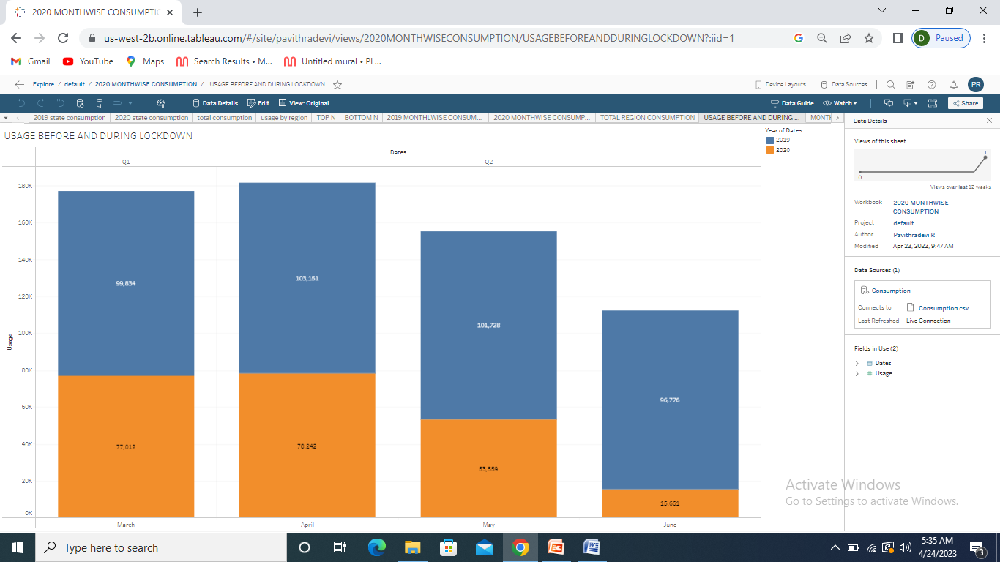 2020 MONTHWISE CONSUMPTIO
us-west-2b.online.tableau.com/#/site/pavithradevi/views/2020MONTHWISECONSUMPTION/USAGEBEFOREANDDURINGLOCKDOWN?:iid=1
D Paused
Gmail YouTube Maps Search Results • M... Untitled mural • PL...
Explore / default / 2020 MONTHWISE CONSUMPTION / USAGE BEFORE AND DURING LOCKDOWN
Device Layouts Data Sources PR
Data Details Edit View: Original Data Guide Watch Share
2019 state consumption 2020 state consumption total consumption usage by region TOP N BOTTOM N 2019 MONTHLWISE CONSUM... 2020 MONTHWISE CONSUMP... TOTAL REGION CONSUMPTION USAGE BEFORE AND DURING ... MONTH
USAGE BEFORE AND DURING LOCKDOWN
Dates
Q1 Q2
180K
160K
140K
120K
100K
80K
60K
40K
20K
0K
Usage
99,834
103,151
101,728
96,776
77,012
78,242
53,559
15,661
March April May June
Year of Dates
2019
2020
Data Details
Views of this sheet
1
0
Views over last 12 weeks
Workbook 2020 MONTHWISE
CONSUMPTION
Project default
Author Pavithradevi R
Modified Apr 23, 2023, 9:47 AM
Data Sources (1)
Consumption
Connects to Consumption.csv
Last Refreshed Live Connection
Fields in Use (2)
Dates
Usage
Activate Windows
Go to Settings to activate Windows.
Type here to search
5:35 AM
4/24/2023
3